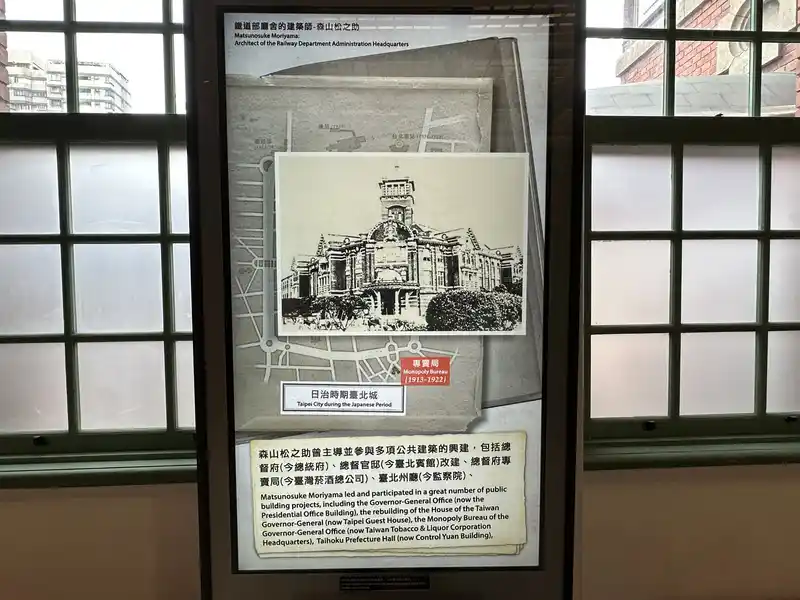 鐵道部廳舍的建築師-森山松之助
Matsunosuke Moriyama:
Architect of the Railway Department Administration Headquarters
專賣局
Monopoly Bureau
(1913-1922)
日治時期臺北城
Taipei City during the Japanese Period
森山松之助曾主導並參與多項公共建築的興建，包括總
督府(今總統府)、總督官邸(今臺北賓館)改建、總督府專
賣局(今臺灣菸酒總公司)、臺北州廳(今監察院)、
Matsunosuke Moriyama led and participated in a great number of public
building projects, including the Governor-General Office (now the
Presidential Office Building), the rebuilding of the House of the Taiwan
Governor-General (now Taipei Guest House), the Monopoly Bureau of the
Governor-General Office (now Taiwan Tobacco & Liquor Corporation
Headquarters), Taihoku Prefecture Hall (now Control Yuan Building),